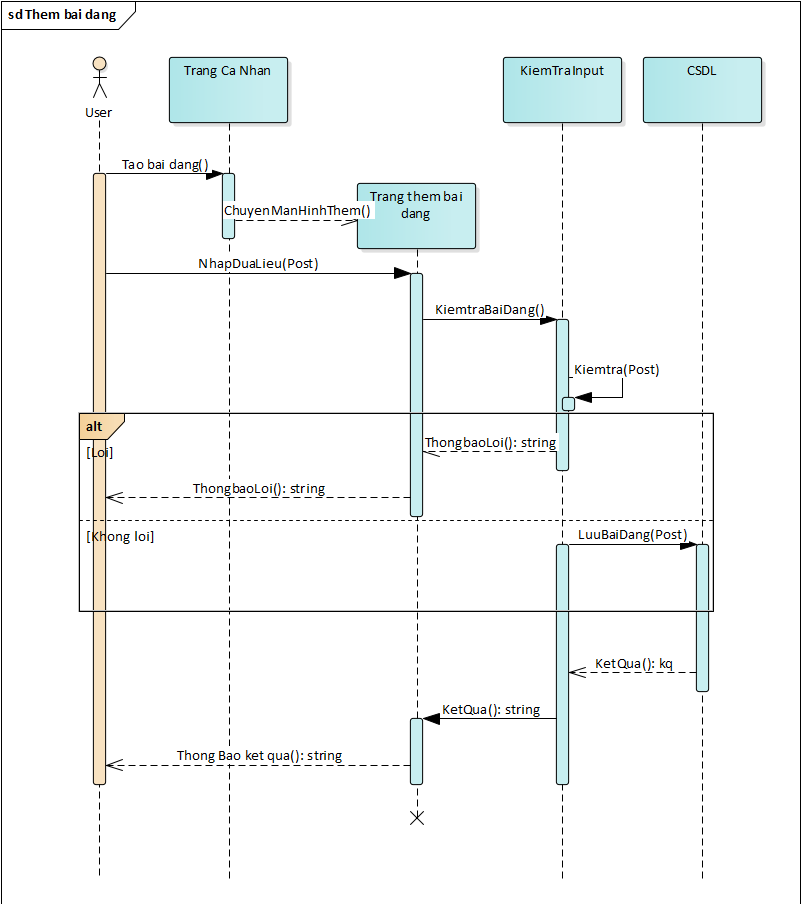 sd Them bai dang
User
Trang Ca Nhan
KiemTraInput
CSDL
Tao bai dang()
Trang them bai
dang
ChuyenManHinhThem()
NhapDuaLieu(Post)
KiemtraBaiDang()
Kiemtra(Post)
alt
[Loi]
ThongbaoLoi(): string
ThongbaoLoi(): string
[Khong loi]
LuuBaiDang(Post)
KetQua(): kq
KetQua(): string
Thong Bao ket qua(): string